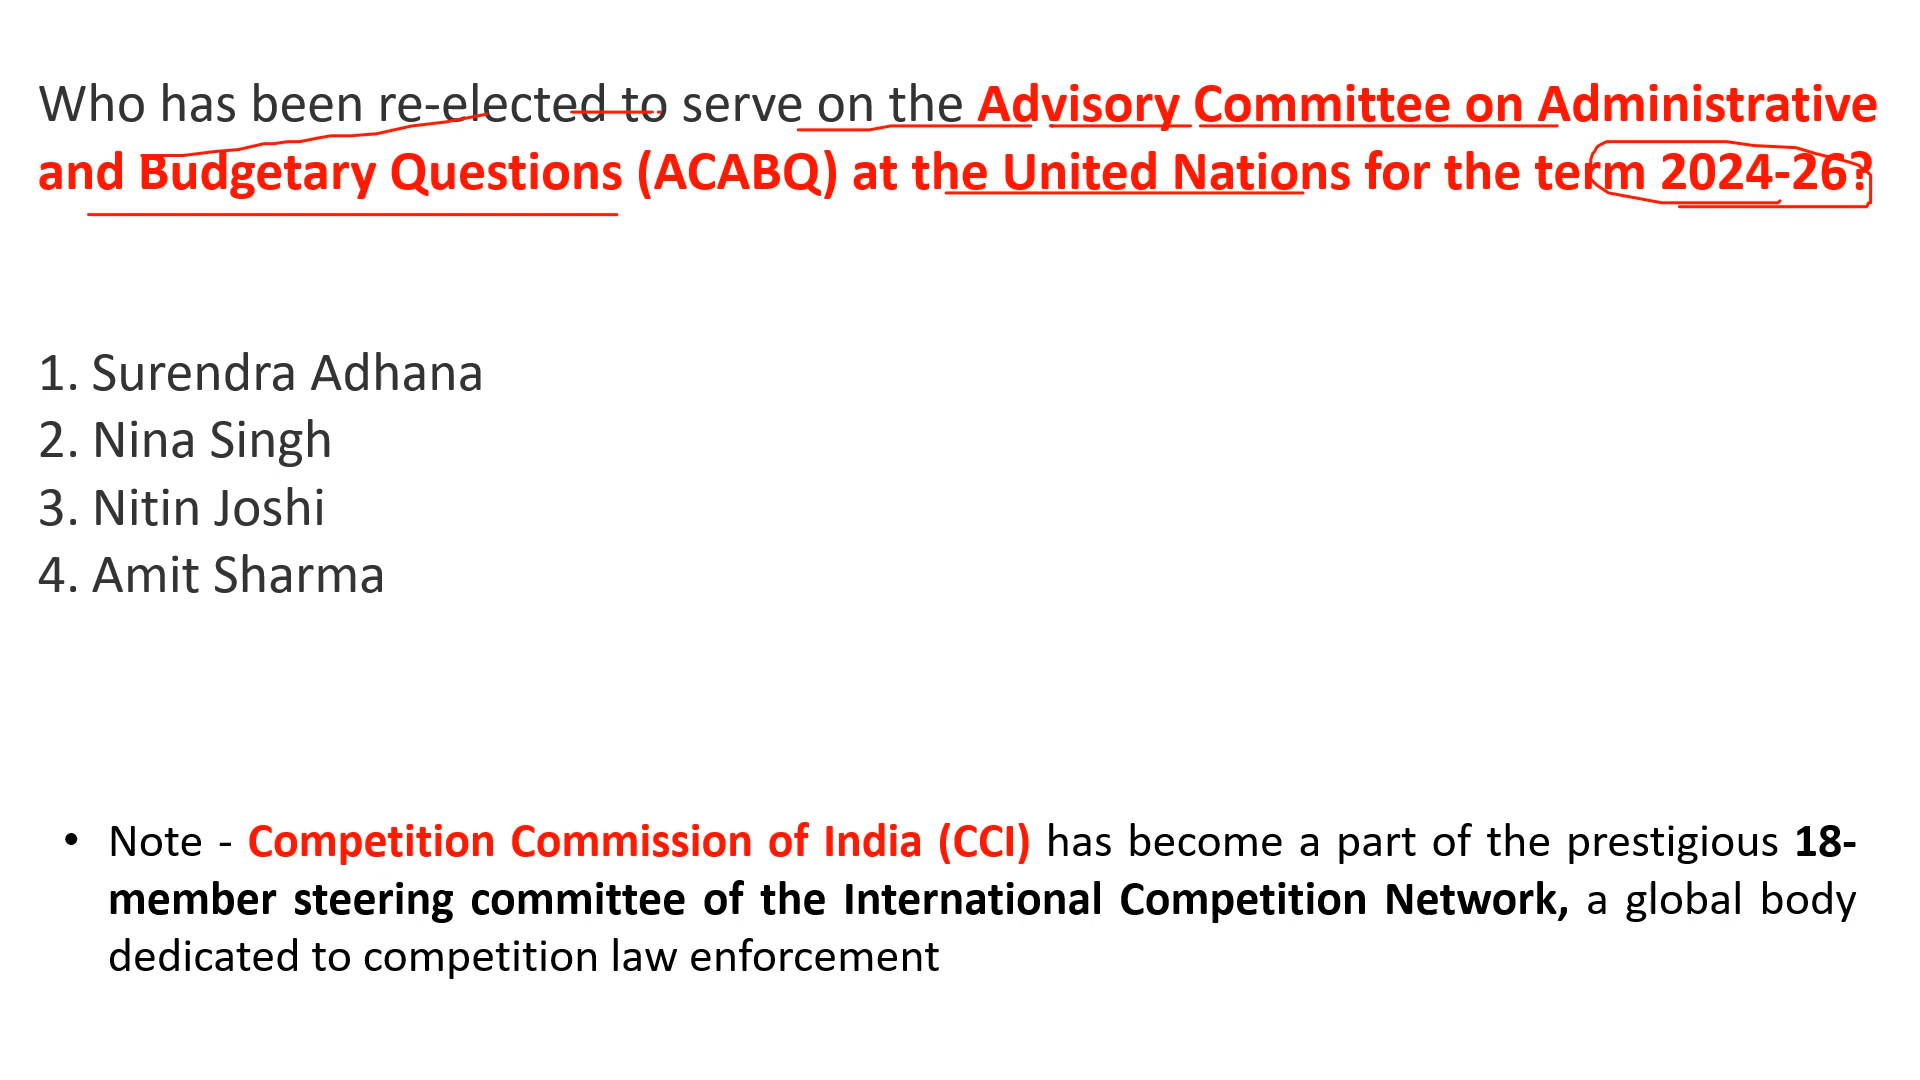 Who has been re-elected to serve on the Advisory Committee on Administrative
and Budgetary Questions (ACABQ) at the United Nations for the term 2024-26?
1. Surendra Adhana
2. Nina Singh
3. Nitin Joshi
4. Amit Sharma
• Note - Competition Commission of India (CCI) has become a part of the prestigious 18-
member steering committee of the International Competition Network, a global body
dedicated to competition law enforcement